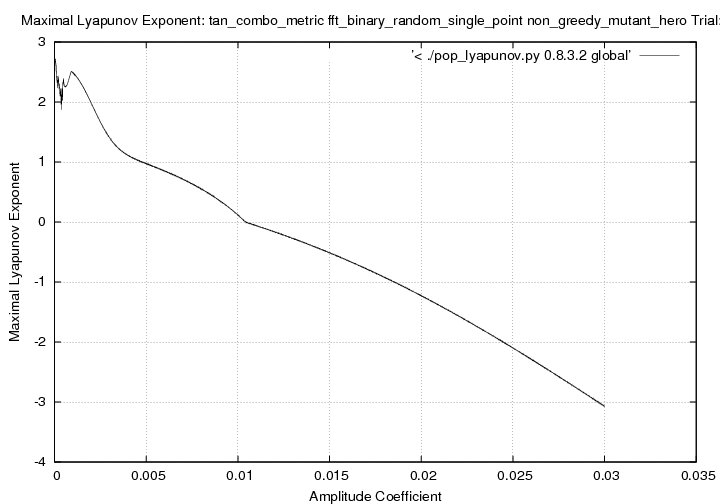 Maximal Lyapunov Exponent: tan_combo_metric fft_binary_random_single_point non_greedy_mutant_hero Trial:
'< ./pop_lyapunov.py 0.8.3.2 global'
3
2
1
0
-1
-2
-3
-4
Maximal Lyapunov Exponent
0 0.005 0.01 0.015 0.02 0.025 0.03 0.035
Amplitude Coefficient